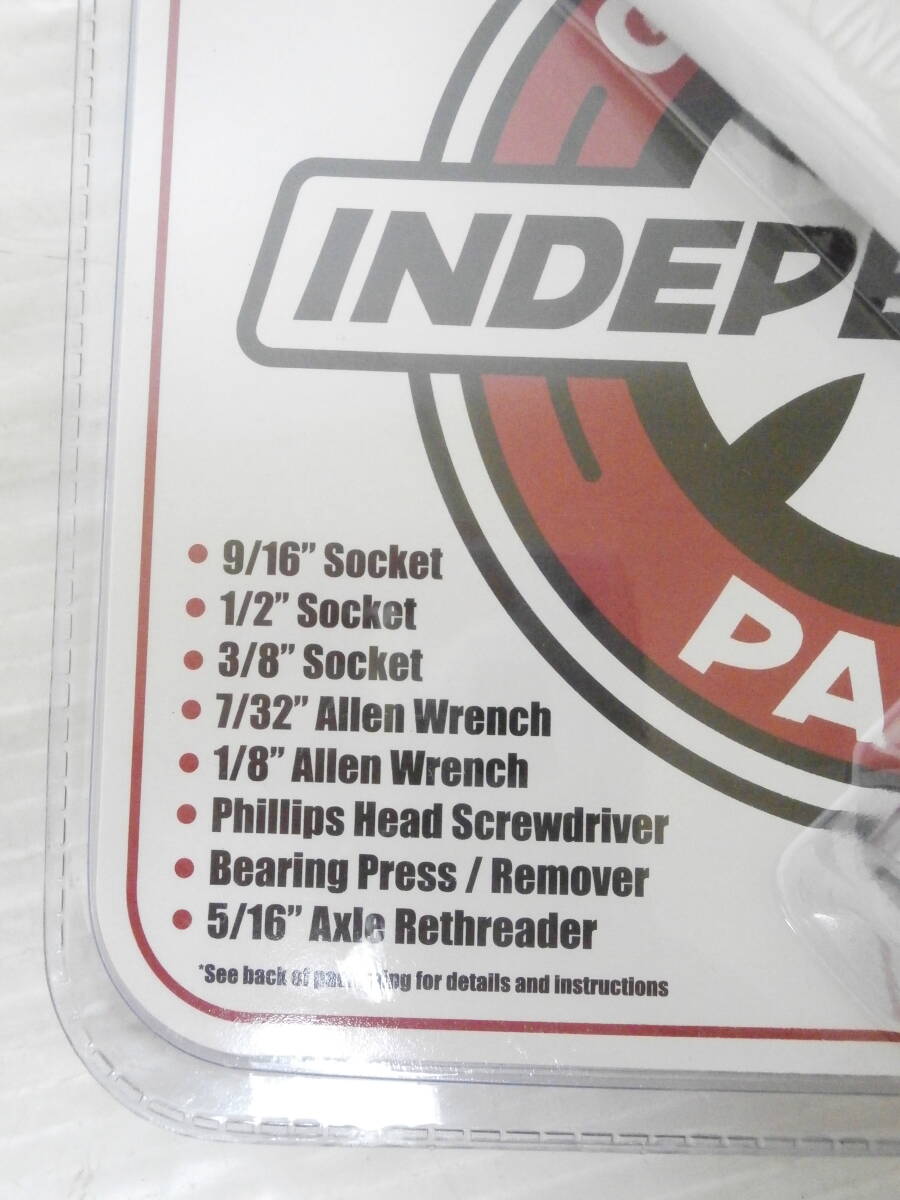 INDEPE
PA
• 9/16” Socket
• 1/2” Socket
• 3/8” Socket
• 7/32” Allen Wrench
• 1/8” Allen Wrench
• Phillips Head Screwdriver
• Bearing Press / Remover
• 5/16” Axle Rethreader
*See back of packaging for details and instructions